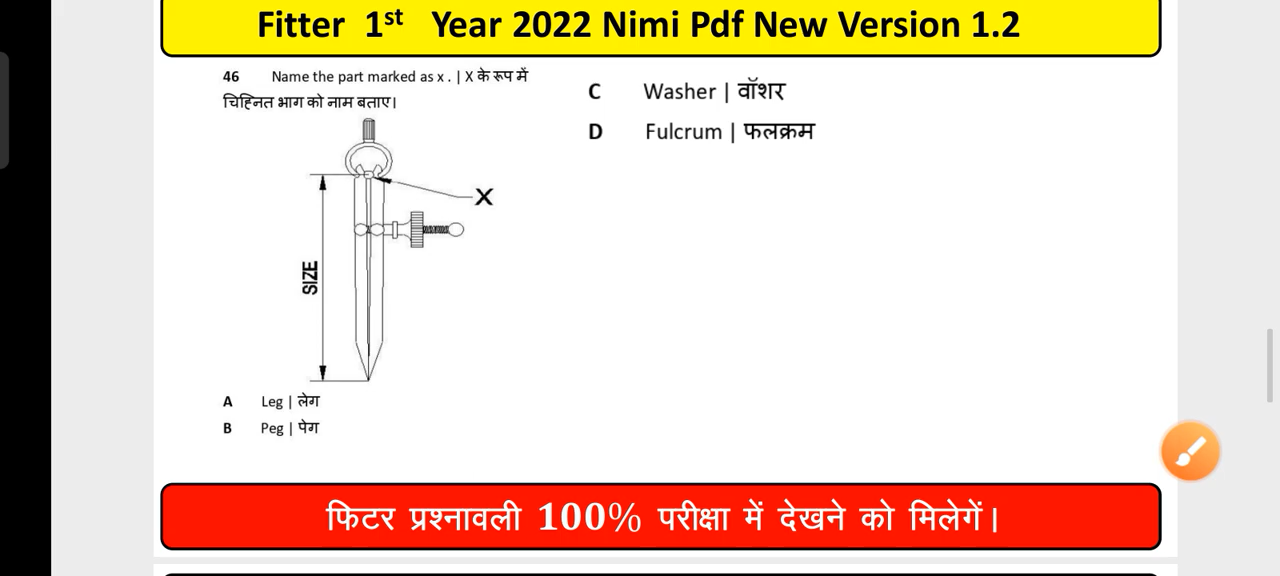 Fitter 1st Year 2022 Nimi Pdf New Version 1.2
46 Name the part marked as x . | X के रूप में
चिह्नित भाग को नाम बताए।
X
SIZE
A Leg | लेग
B Peg | पेग
C Washer | वॉशर
D Fulcrum | फलक्रम
फिटर प्रश्नावली 100% परीक्षा में देखने को मिलेगें।